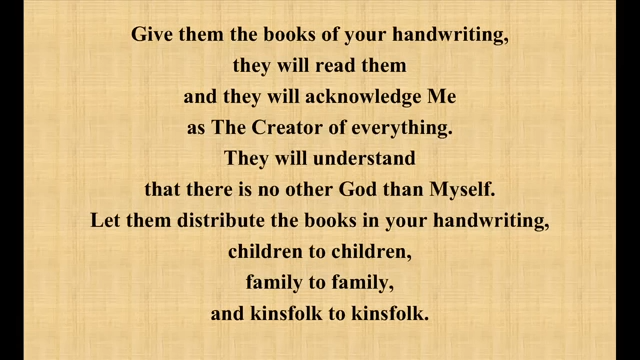 Give them the books of your handwriting,
they will read them
and they will acknowledge Me
as The Creator of everything.
They will understand
that there is no other God than Myself.
Let them distribute the books in your handwriting,
children to children,
family to family,
and kinsfolk to kinsfolk.